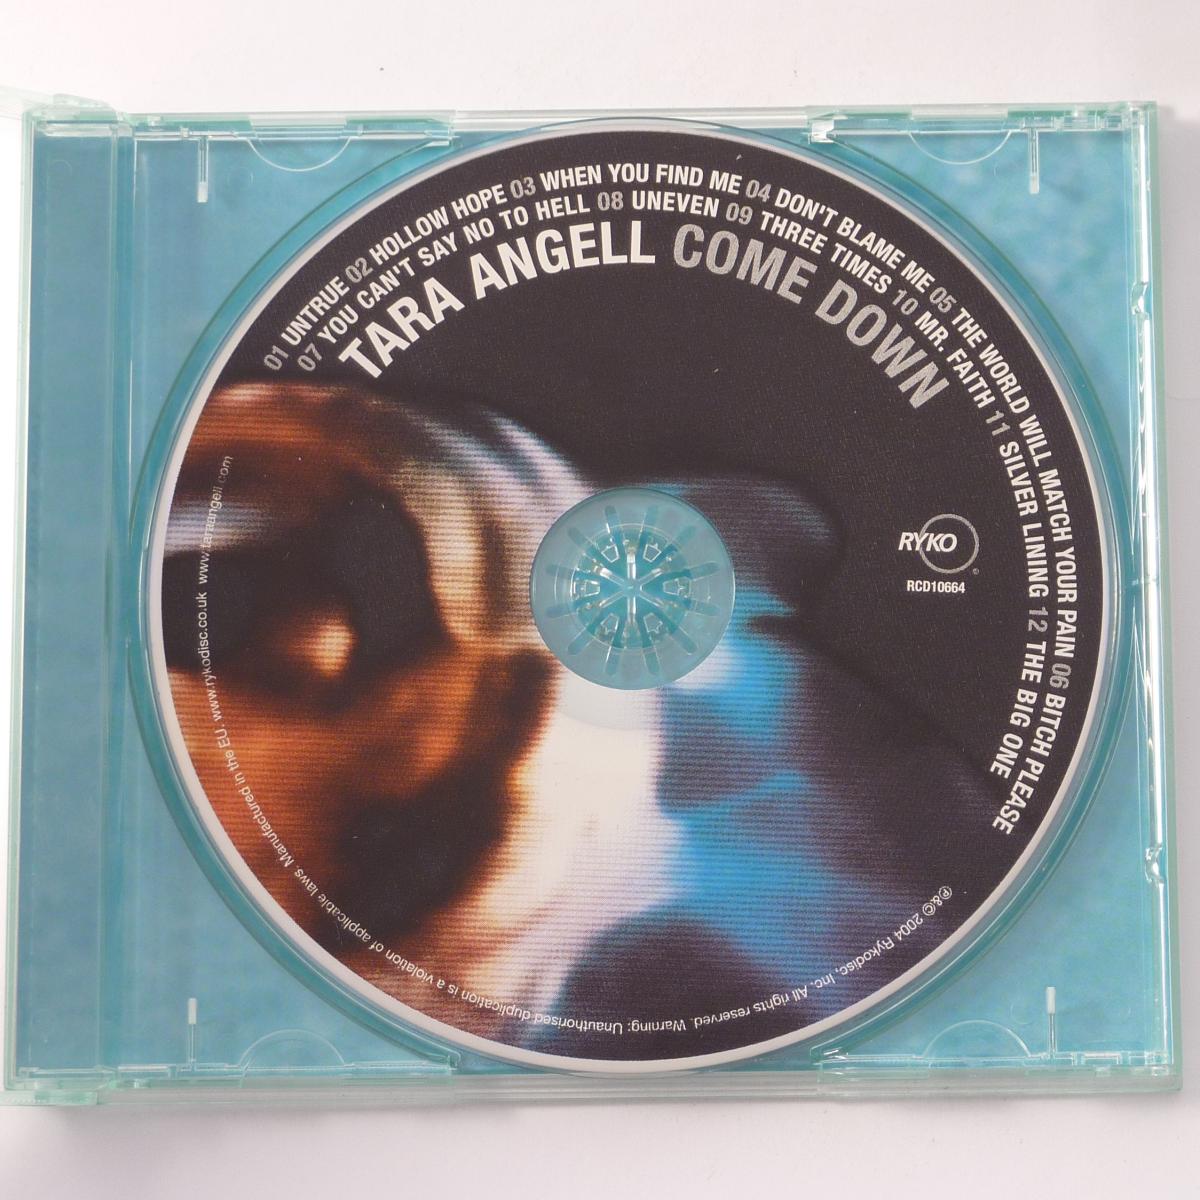 01 UNTRUE 02 HOLLOW HOPE 03 WHEN YOU FIND ME 04 DON'T BLAME ME 05 THE WORLD WILL MATCH YOUR PAIN 06 BITCH PLEASE
07 YOU CAN'T SAY NO TO HELL 08 UNEVEN 09 THREE TIMES 10 MR. FAITH 11 SILVER LINING 12 THE BIG ONE
TARA ANGELL COME DOWN
RYKO
RCD10664
℗&© 2004 Rykodisc, Inc. All rights reserved. Warning: Unauthorised duplication is a violation of applicable laws. Manufactured in the EU. www.rykodisc.co.uk www.taraangell.com